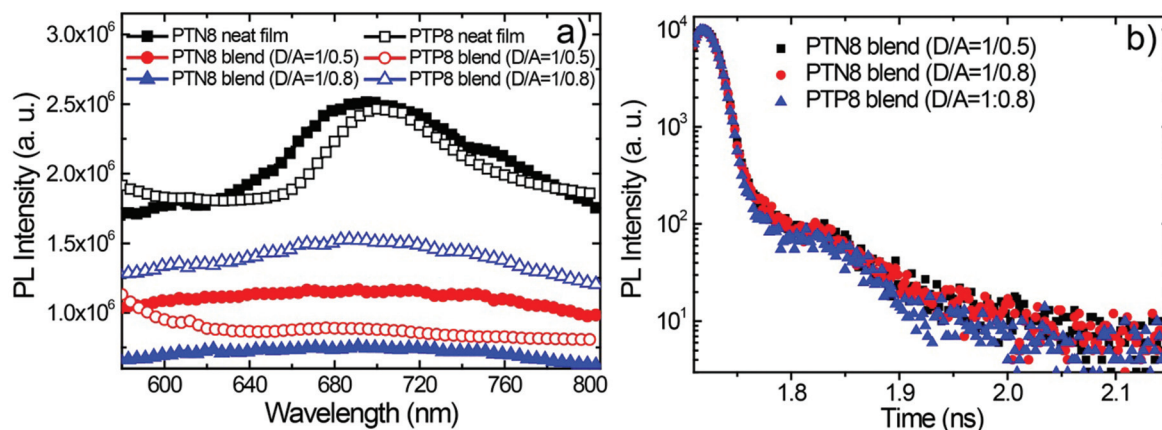 a)
3.0x10⁶
2.5x10⁶
2.0x10⁶
1.5x10⁶
1.0x10⁶
PL Intensity (a. u.)
PTN8 neat film
PTN8 blend (D/A=1/0.5)
PTN8 blend (D/A=1/0.8)
PTP8 neat film
PTP8 blend (D/A=1/0.5)
PTP8 blend (D/A=1/0.8)
600 640 680 720 760 800
Wavelength (nm)
b)
10⁴
10³
10²
10¹
PL Intensity (a. u.)
PTN8 blend (D/A=1/0.5)
PTN8 blend (D/A=1/0.8)
PTP8 blend (D/A=1:0.8)
1.8 1.9 2.0 2.1
Time (ns)